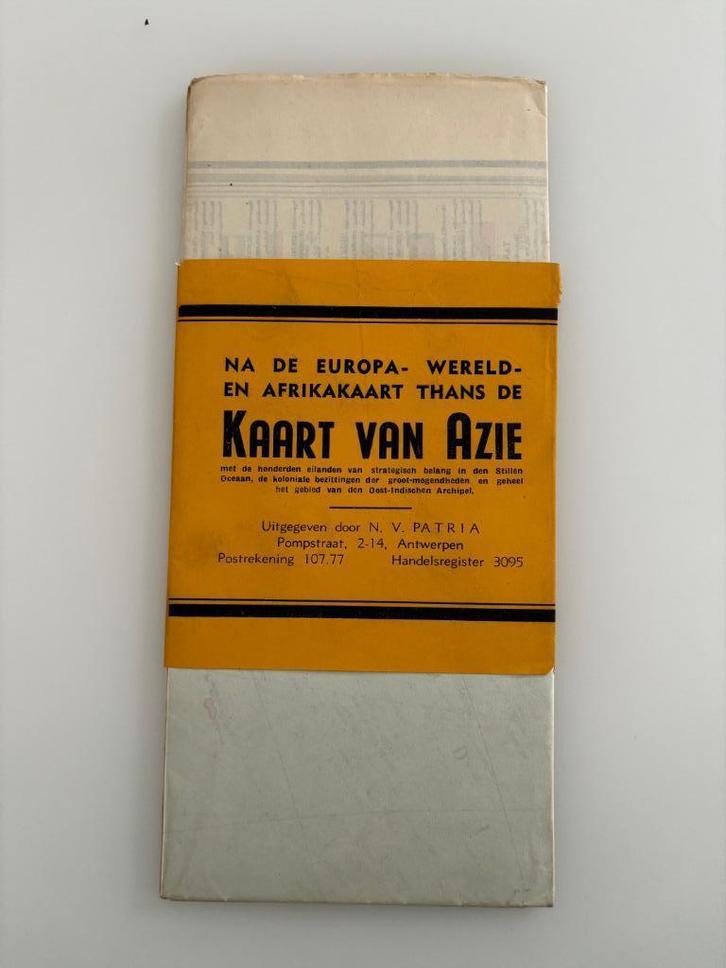 NA DE EUROPA- WERELD-
EN AFRIKAKAART THANS DE
KAART VAN AZIE
met de honderden eilanden van strategisch belang in den Stillen
Oceaan, de koloniale bezittingen der groot-mogendheden en geheel
het gebied van den Oost-Indischen Archipel.
Uitgegeven door N. V. PATRIA
Pompstraat, 2-14, Antwerpen
Postrekening 107.77 Handelsregister 3095